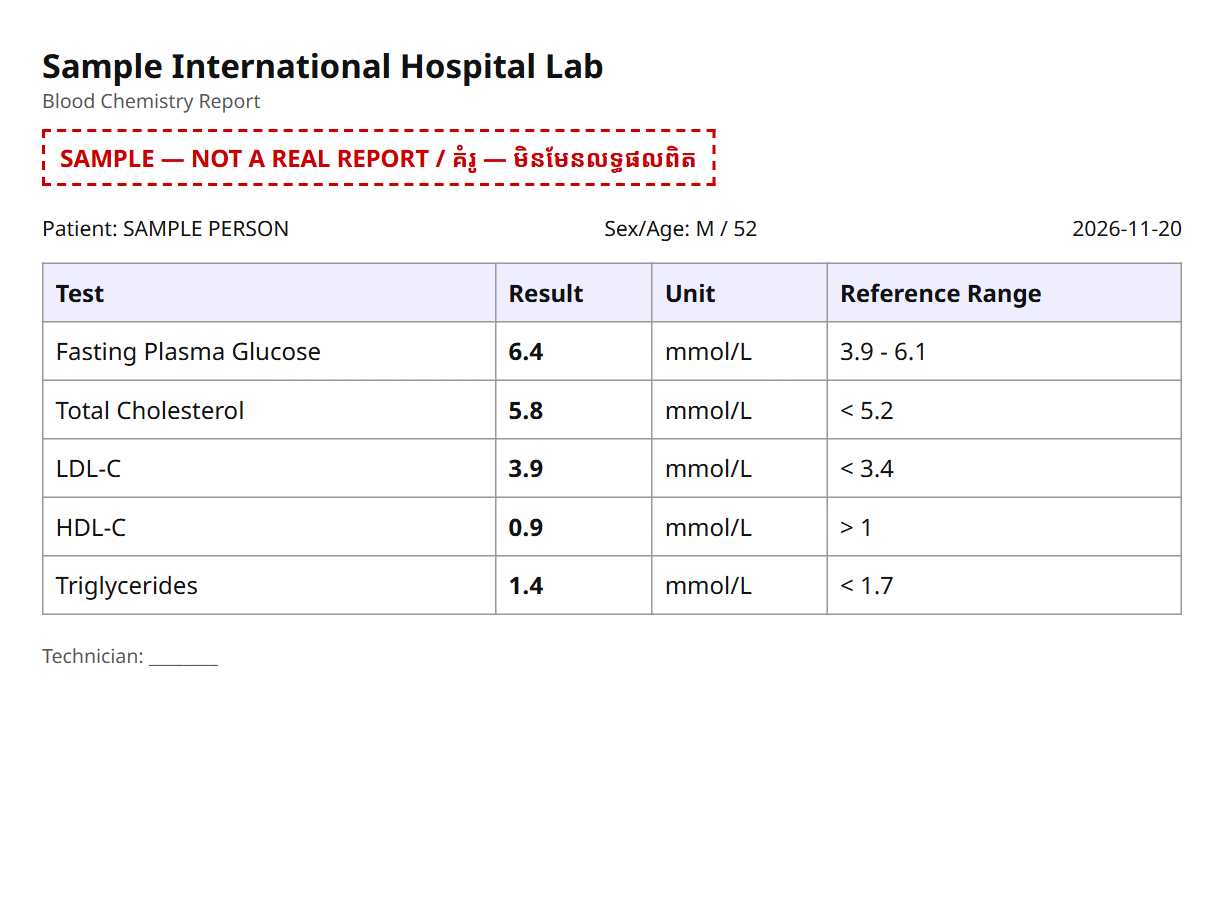 Sample International Hospital Lab
Blood Chemistry Report
SAMPLE — NOT A REAL REPORT / គំរូ — មិនមែនលទ្ធផលពិត
Patient: SAMPLE PERSON Sex/Age: M / 52 2026-11-20
Test Result Unit Reference Range
Fasting Plasma Glucose 6.4 mmol/L 3.9 - 6.1
Total Cholesterol 5.8 mmol/L < 5.2
LDL-C 3.9 mmol/L < 3.4
HDL-C 0.9 mmol/L > 1
Triglycerides 1.4 mmol/L < 1.7
Technician: _______